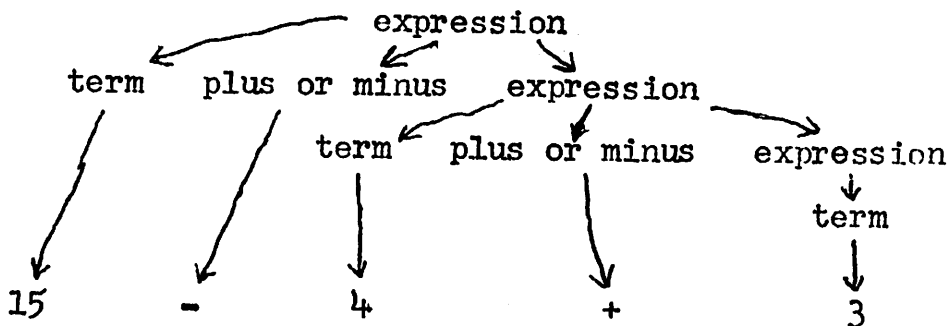 expression
term plus or minus expression
term plus or minus expression
term
15 - 4 + 3